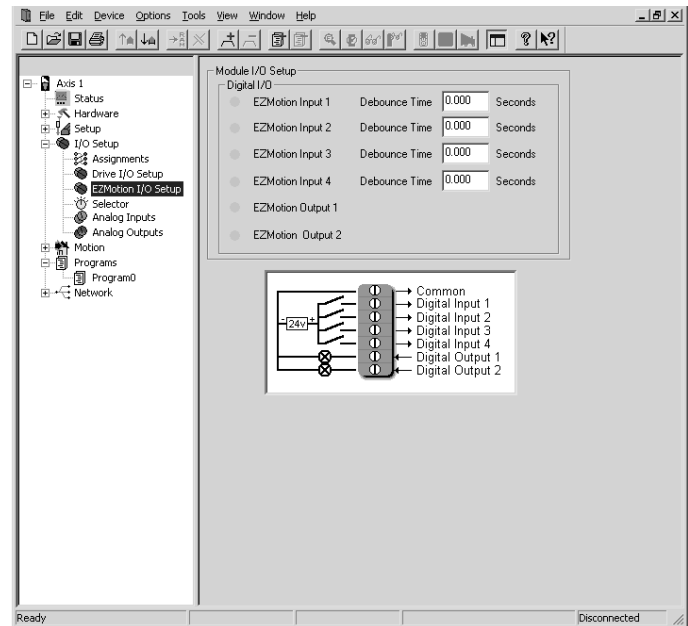 File Edit Device Options Tools View Window Help
Axis 1
Status
Hardware
Setup
I/O Setup
Assignments
Drive I/O Setup
EZMotion I/O Setup
Selector
Analog Inputs
Analog Outputs
Motion
Programs
Program0
Network
Module I/O Setup
Digital I/O
EZMotion Input 1 Debounce Time 0.000 Seconds
EZMotion Input 2 Debounce Time 0.000 Seconds
EZMotion Input 3 Debounce Time 0.000 Seconds
EZMotion Input 4 Debounce Time 0.000 Seconds
EZMotion Output 1
EZMotion Output 2
- 24v +
Common
Digital Input 1
Digital Input 2
Digital Input 3
Digital Input 4
Digital Output 1
Digital Output 2
Ready Disconnected